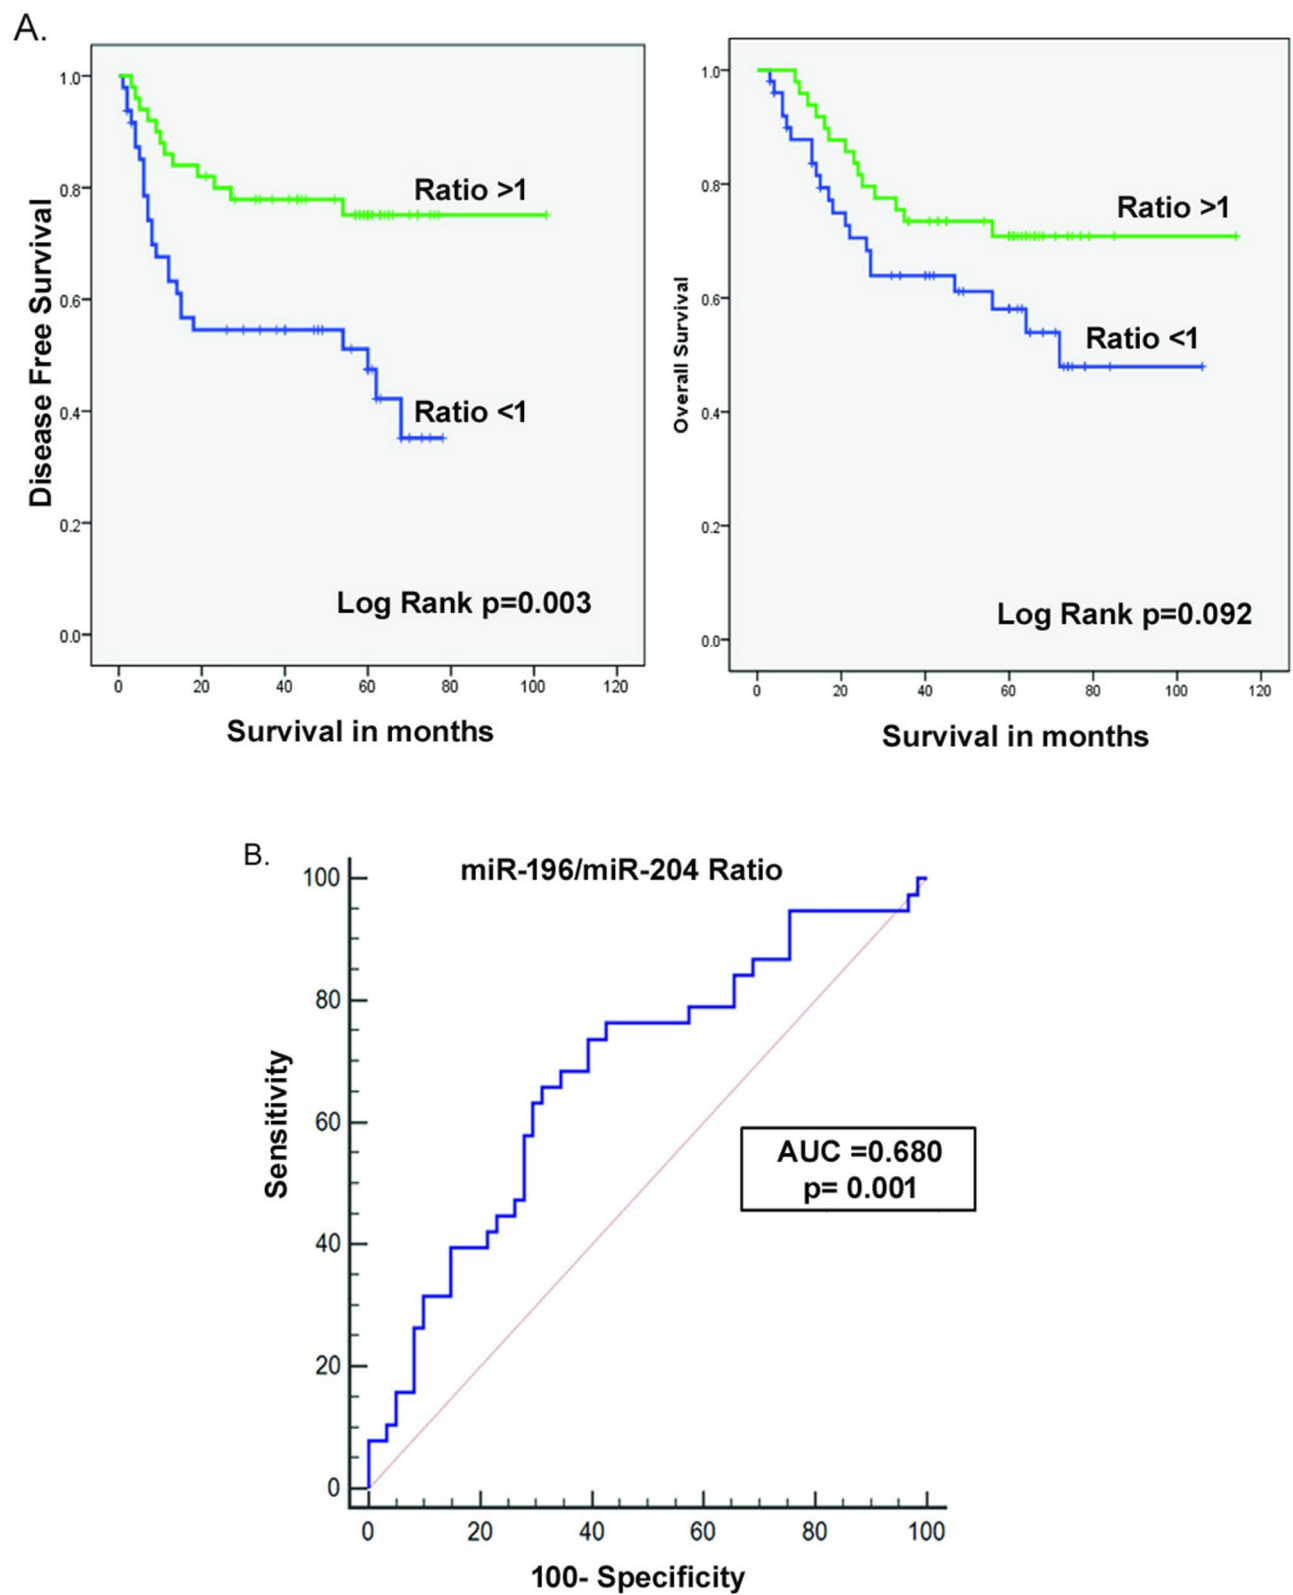 A.
Disease Free Survival
1.0
0.8
0.6
0.4
0.2
0.0
Ratio >1
Ratio <1
Log Rank p=0.003
0 20 40 60 80 100 120
Survival in months
Overall Survival
1.0
0.8
0.6
0.4
0.2
0.0
Ratio >1
Ratio <1
Log Rank p=0.092
0 20 40 60 80 100 120
Survival in months
B.
miR-196/miR-204 Ratio
Sensitivity
100
80
60
40
20
0
AUC =0.680
p= 0.001
0 20 40 60 80 100
100- Specificity